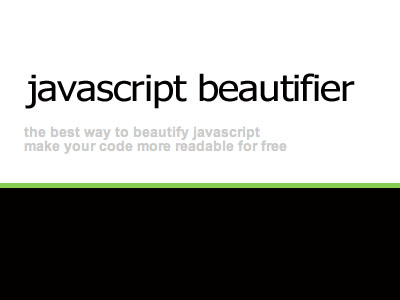 javascript beautifier
the best way to beautify javascript
make your code more readable for free